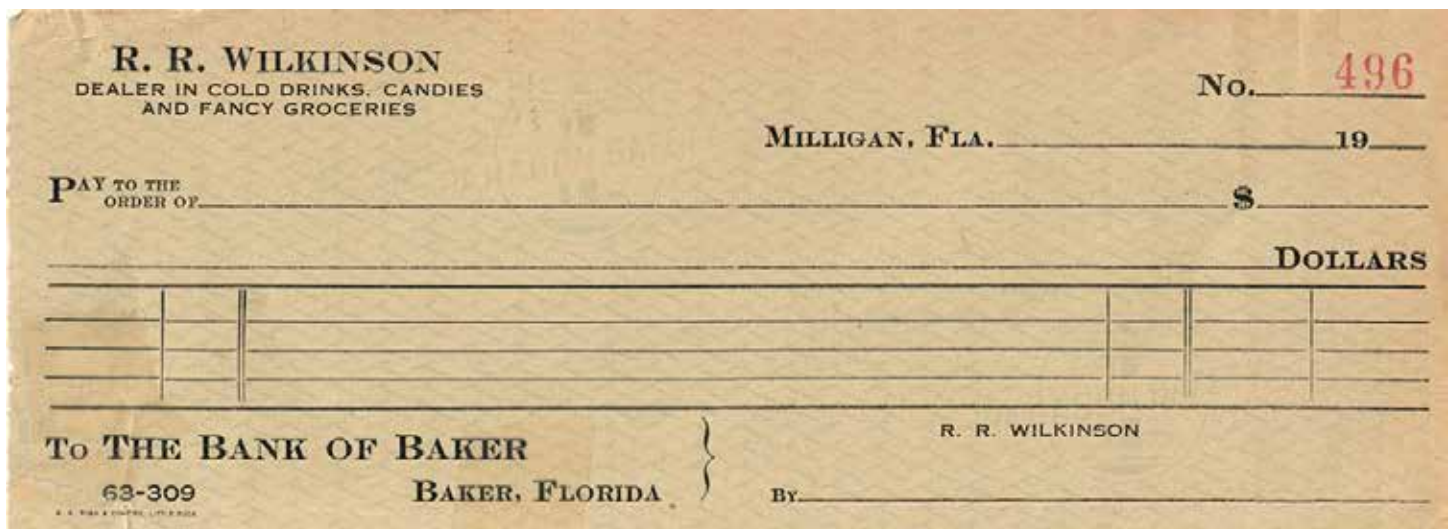 R. R. WILKINSON
DEALER IN COLD DRINKS, CANDIES
AND FANCY GROCERIES
No. 496
MILLIGAN, FLA. 19
PAY TO THE
ORDER OF $
DOLLARS
TO THE BANK OF BAKER
63-309 BAKER, FLORIDA
R. R. WILKINSON
BY